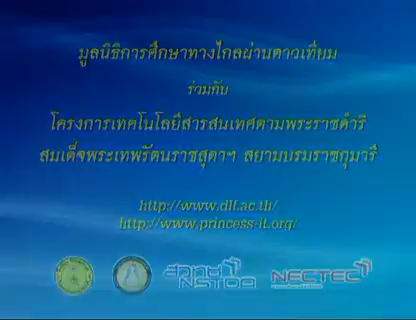 มูลนิธิการศึกษาทางไกลผ่านดาวเทียม
ร่วมกับ
โครงการเทคโนโลยีสารสนเทศตามพระราชดำริ
สมเด็จพระเทพรัตนราชสุดาฯ สยามบรมราชกุมารี
http://www.dlf.ac.th/
http://www.princess-it.org/
สวทช
NSTDA
NECTEC